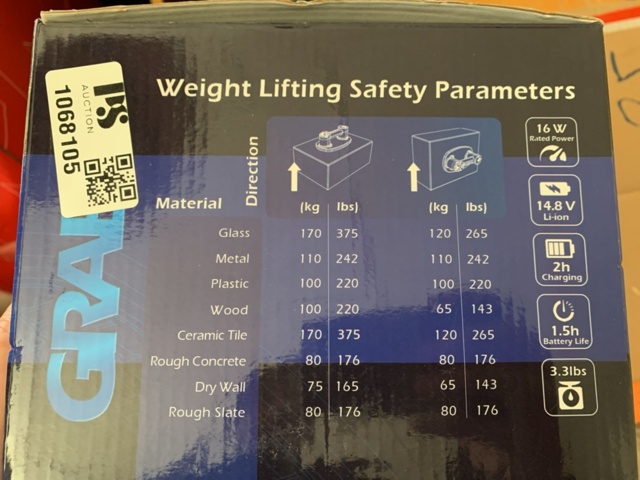 Weight Lifting Safety Parameters
PS
AUCTION
1068105
GRA
Direction
Material
(kg lbs) (kg lbs)
Glass 170 375 120 265
Metal 110 242 110 242
Plastic 100 220 100 220
Wood 100 220 65 143
Ceramic Tile 170 375 120 265
Rough Concrete 80 176 80 176
Dry Wall 75 165 65 143
Rough Slate 80 176 80 176
16 W
Rated Power
14.8 V
Li-ion
2h
Charging
1.5h
Battery Life
3.3lbs